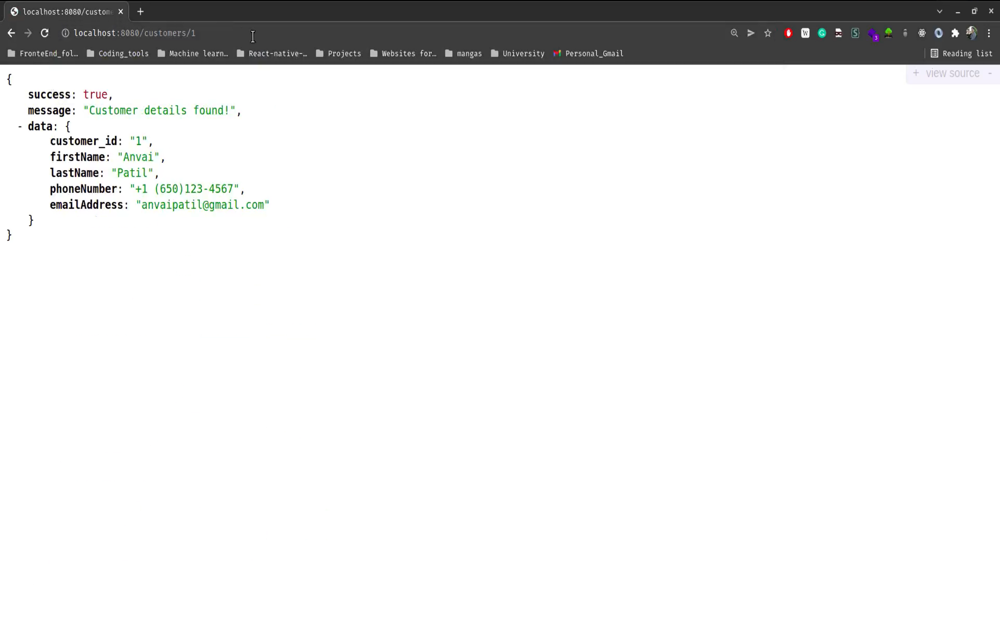 localhost:8080/custome
localhost:8080/customers/1
FronteEnd_fol… Coding_tools Machine learn… React-native-… Projects Websites for… mangas University Personal_Gmail Reading list
+ view source -
{
success: true,
message: "Customer details found!",
- data: {
customer_id: "1",
firstName: "Anvai",
lastName: "Patil",
phoneNumber: "+1 (650)123-4567",
emailAddress: "anvaipatil@gmail.com"
}
}
W
G
S
3